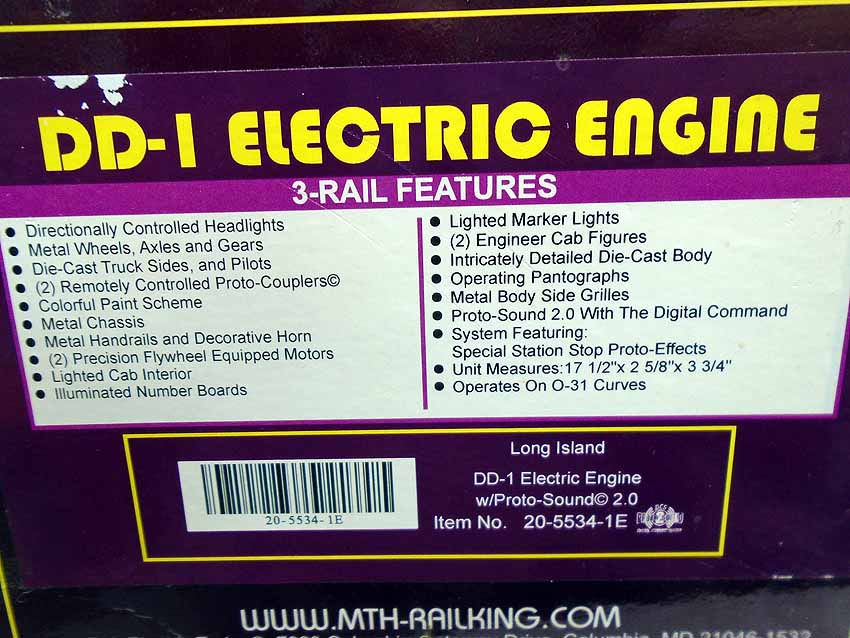 DD-1 ELECTRIC ENGINE
3-RAIL FEATURES
● Directionally Controlled Headlights
● Metal Wheels, Axles and Gears
● Die-Cast Truck Sides, and Pilots
● (2) Remotely Controlled Proto-Couplers©
● Colorful Paint Scheme
● Metal Chassis
● Metal Handrails and Decorative Horn
● (2) Precision Flywheel Equipped Motors
● Lighted Cab Interior
● Illuminated Number Boards
● Lighted Marker Lights
● (2) Engineer Cab Figures
● Intricately Detailed Die-Cast Body
● Operating Pantographs
● Metal Body Side Grilles
● Proto-Sound 2.0 With The Digital Command
● System Featuring:
Special Station Stop Proto-Effects
● Unit Measures:17 1/2"x 2 5/8"x 3 3/4"
● Operates On O-31 Curves
20-5534-1E
Long Island
DD-1 Electric Engine
w/Proto-Sound© 2.0
Item No. 20-5534-1E
WWW.MTH-RAILKING.COM
Columbia, MD 21046-1532